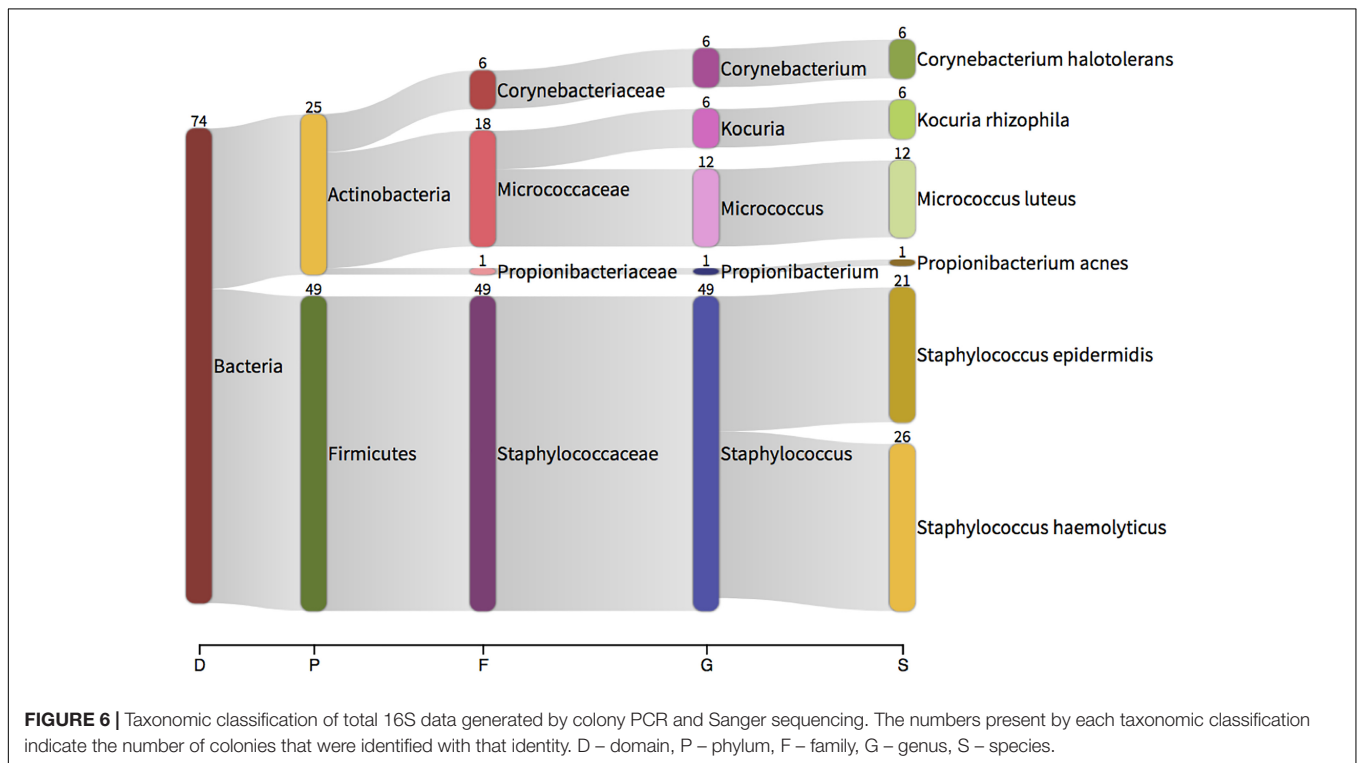 6
Corynebacterium halotolerans
6
Corynebacterium
6
Corynebacteriaceae
6
Kocuria rhizophila
6
Kocuria
25
74
18
12
Micrococcus luteus
12
Micrococcaceae
Actinobacteria
Micrococcus
1
Propionibacterium acnes
1
Propionibacteriaceae
1
Propionibacterium
21
49
49
49
Staphylococcus epidermidis
Bacteria
26
Firmicutes
Staphylococcaceae
Staphylococcus
Staphylococcus haemolyticus
D P F G S
FIGURE 6 | Taxonomic classification of total 16S data generated by colony PCR and Sanger sequencing. The numbers present by each taxonomic classification
indicate the number of colonies that were identified with that identity. D – domain, P – phylum, F – family, G – genus, S – species.